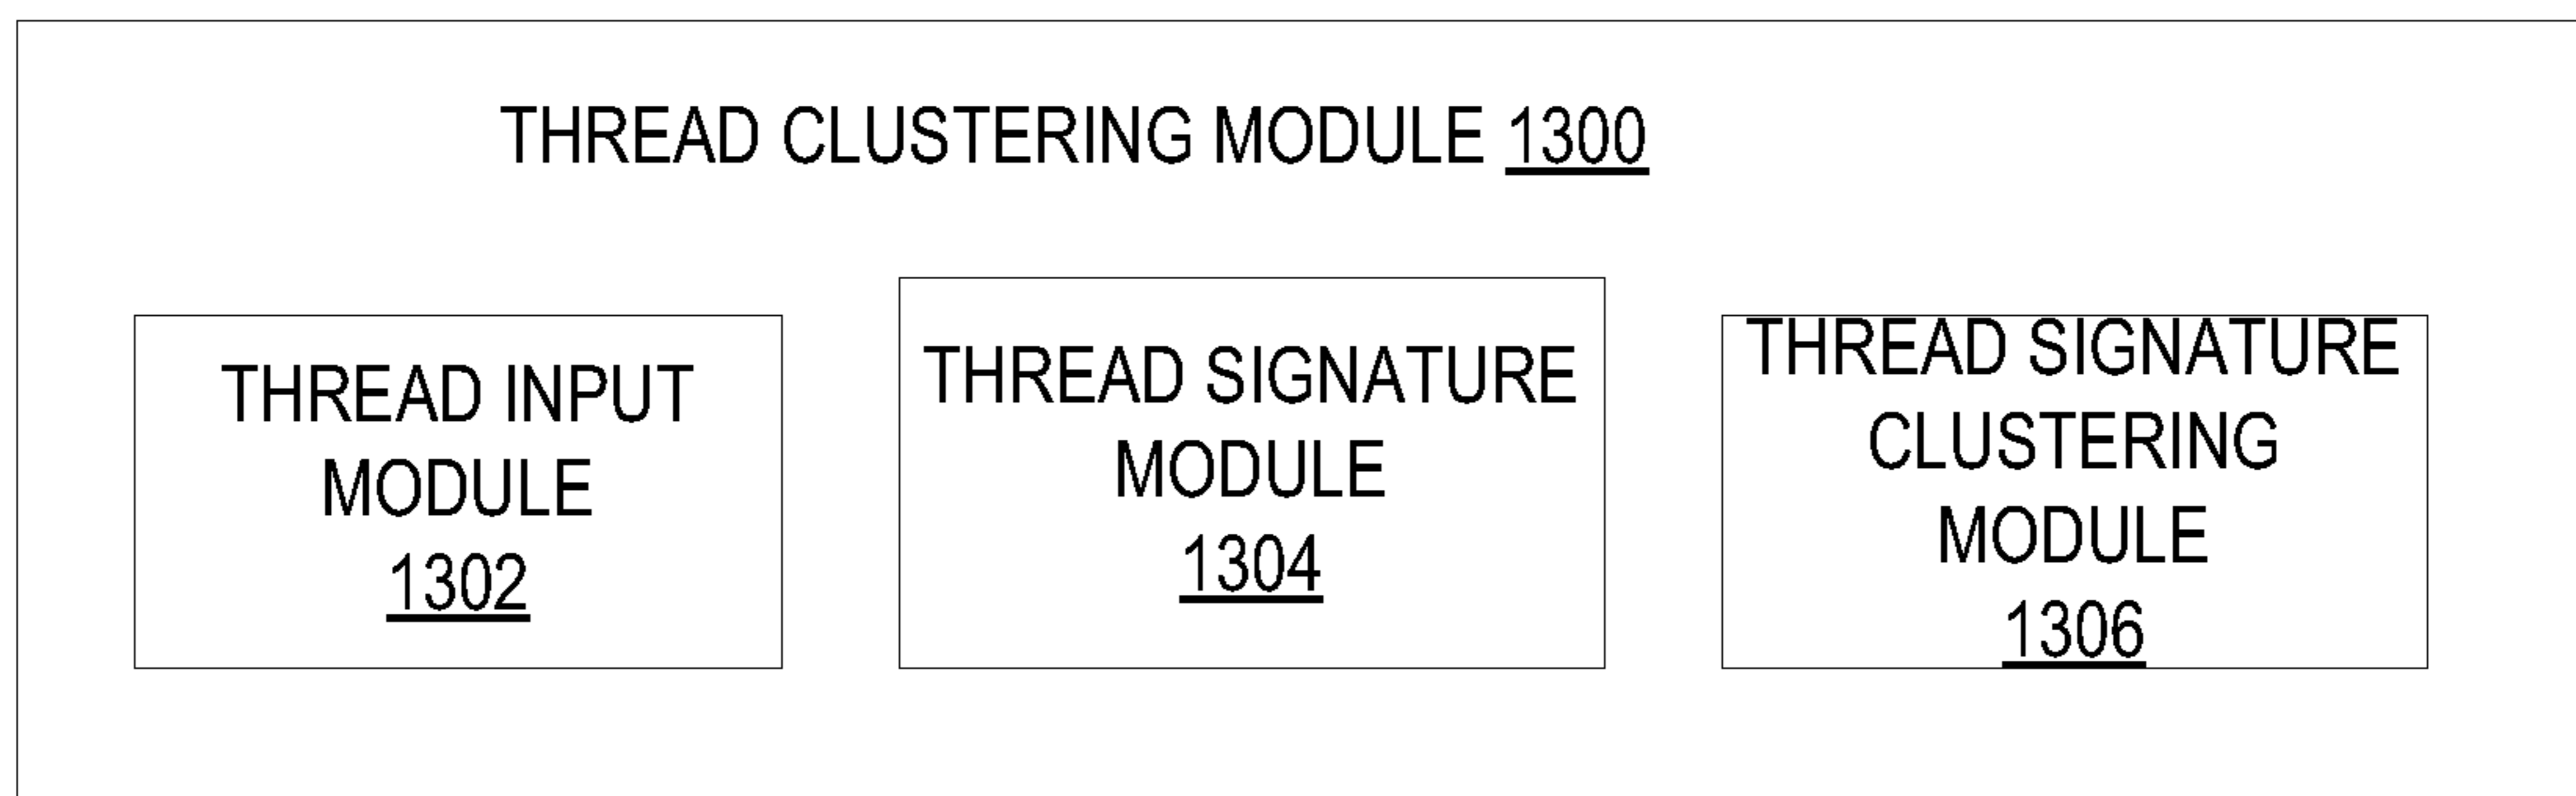 THREAD CLUSTERING MODULE 1300
THREAD INPUT
MODULE
1302
THREAD SIGNATURE
MODULE
1304
THREAD SIGNATURE
CLUSTERING
MODULE
1306